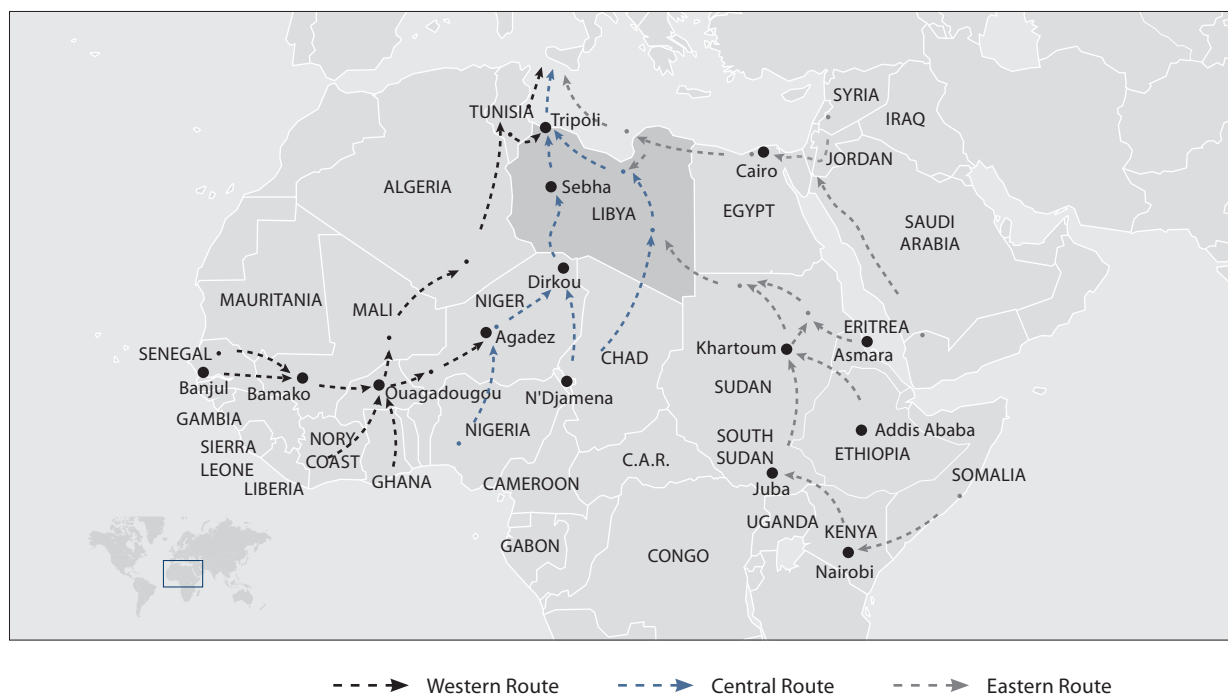 SYRIA
IRAQ
TUNISIA
Tripoli
JORDAN
Cairo
ALGERIA
Sebha
LIBYA
EGYPT
SAUDI
ARABIA
Dirkou
MAURITANIA
MALI
NIGER
Agadez
ERITREA
SENEGAL
Khartoum
Asmara
CHAD
Banjul
Bamako
Ouagadougou
N'Djamena
SUDAN
GAMBIA
NIGERIA
Addis Ababa
SIERRA
LEONE
NORY
COAST
SOUTH
SUDAN
ETHIOPIA
LIBERIA
GHANA
CAMEROON
C.A.R.
Juba
SOMALIA
UGANDA
KENYA
GABON
CONGO
Nairobi
Western Route
Central Route
Eastern Route